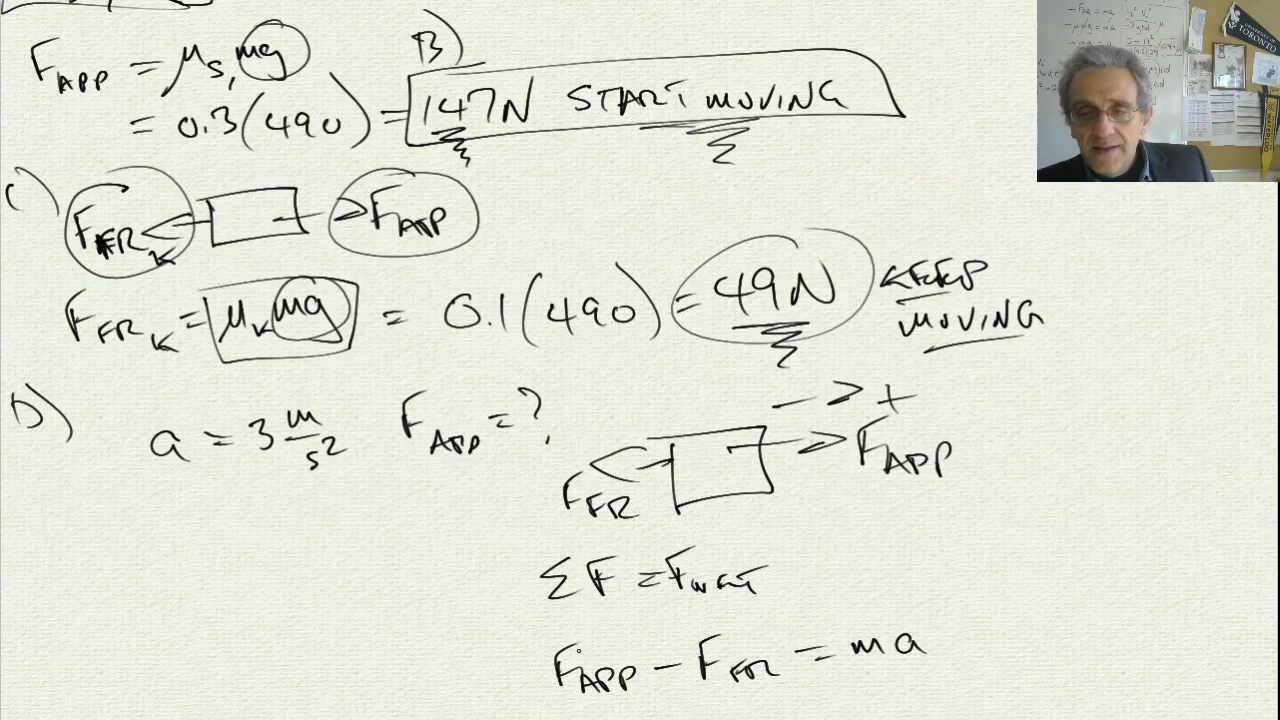 F_APP = μ_s mg
B)
= 0.3(490) = 147N START MOVING
C)
F_FR_K F_APP
F_FR_K = μ_K mg = 0.1(490) = 49N KEEP MOVING
D)
a = 3 m/s² F_APP = ?
→ +
F_FR F_APP
ΣF = F_NET
F_APP - F_FR = ma
TORONTO